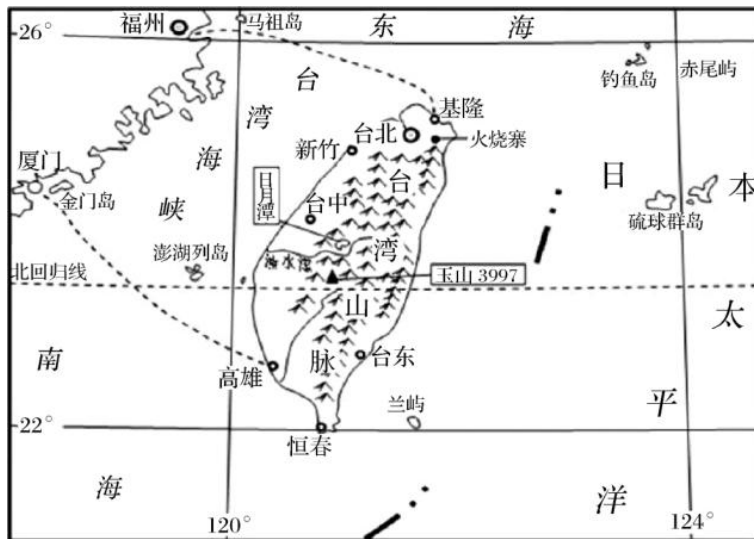 26°
福州
马祖岛
东 海
钓鱼岛
赤尾屿
台湾海峡
基隆
台北
火烧寨
新竹
厦门
金门岛
日月潭
台中
日 本
琉球群岛
澎湖列岛
浊水溪
北回归线
玉山 3997
台湾山脉
太平洋
南海
高雄
台东
兰屿
22°
恒春
120°
124°